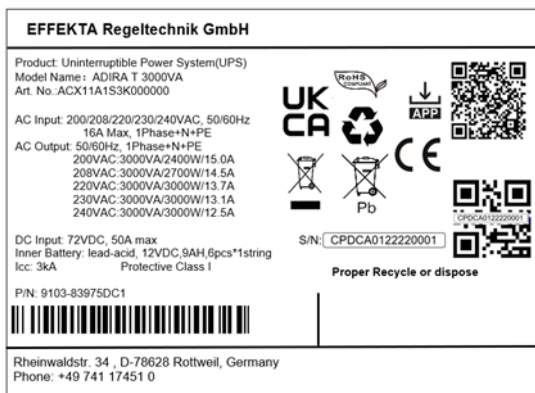 EFFEKTA Regeltechnik GmbH
Product: Uninterruptible Power System(UPS)
Model Name: ADIRA T 3000VA
Art. No.:ACX11A1S3K000000
AC Input: 200/208/220/230/240VAC, 50/60Hz
16A Max, 1Phase+N+PE
AC Output: 50/60Hz, 1Phase+N+PE
200VAC:3000VA/2400W/15.0A
208VAC:3000VA/2700W/14.5A
220VAC:3000VA/3000W/13.7A
230VAC:3000VA/3000W/13.1A
240VAC:3000VA/3000W/12.5A
DC Input: 72VDC, 50A max
Inner Battery: lead-acid, 12VDC,9AH,6pcs*1string
Icc: 3kA Protective Class I
P/N: 9103-83975DC1
RoHS
COMPLIANT
UK
CA
APP
CE
Pb
CPDCA0122220001
S/N: CPDCA0122220001
Proper Recycle or dispose
Rheinwaldstr. 34 , D-78628 Rottweil, Germany
Phone: +49 741 17451 0